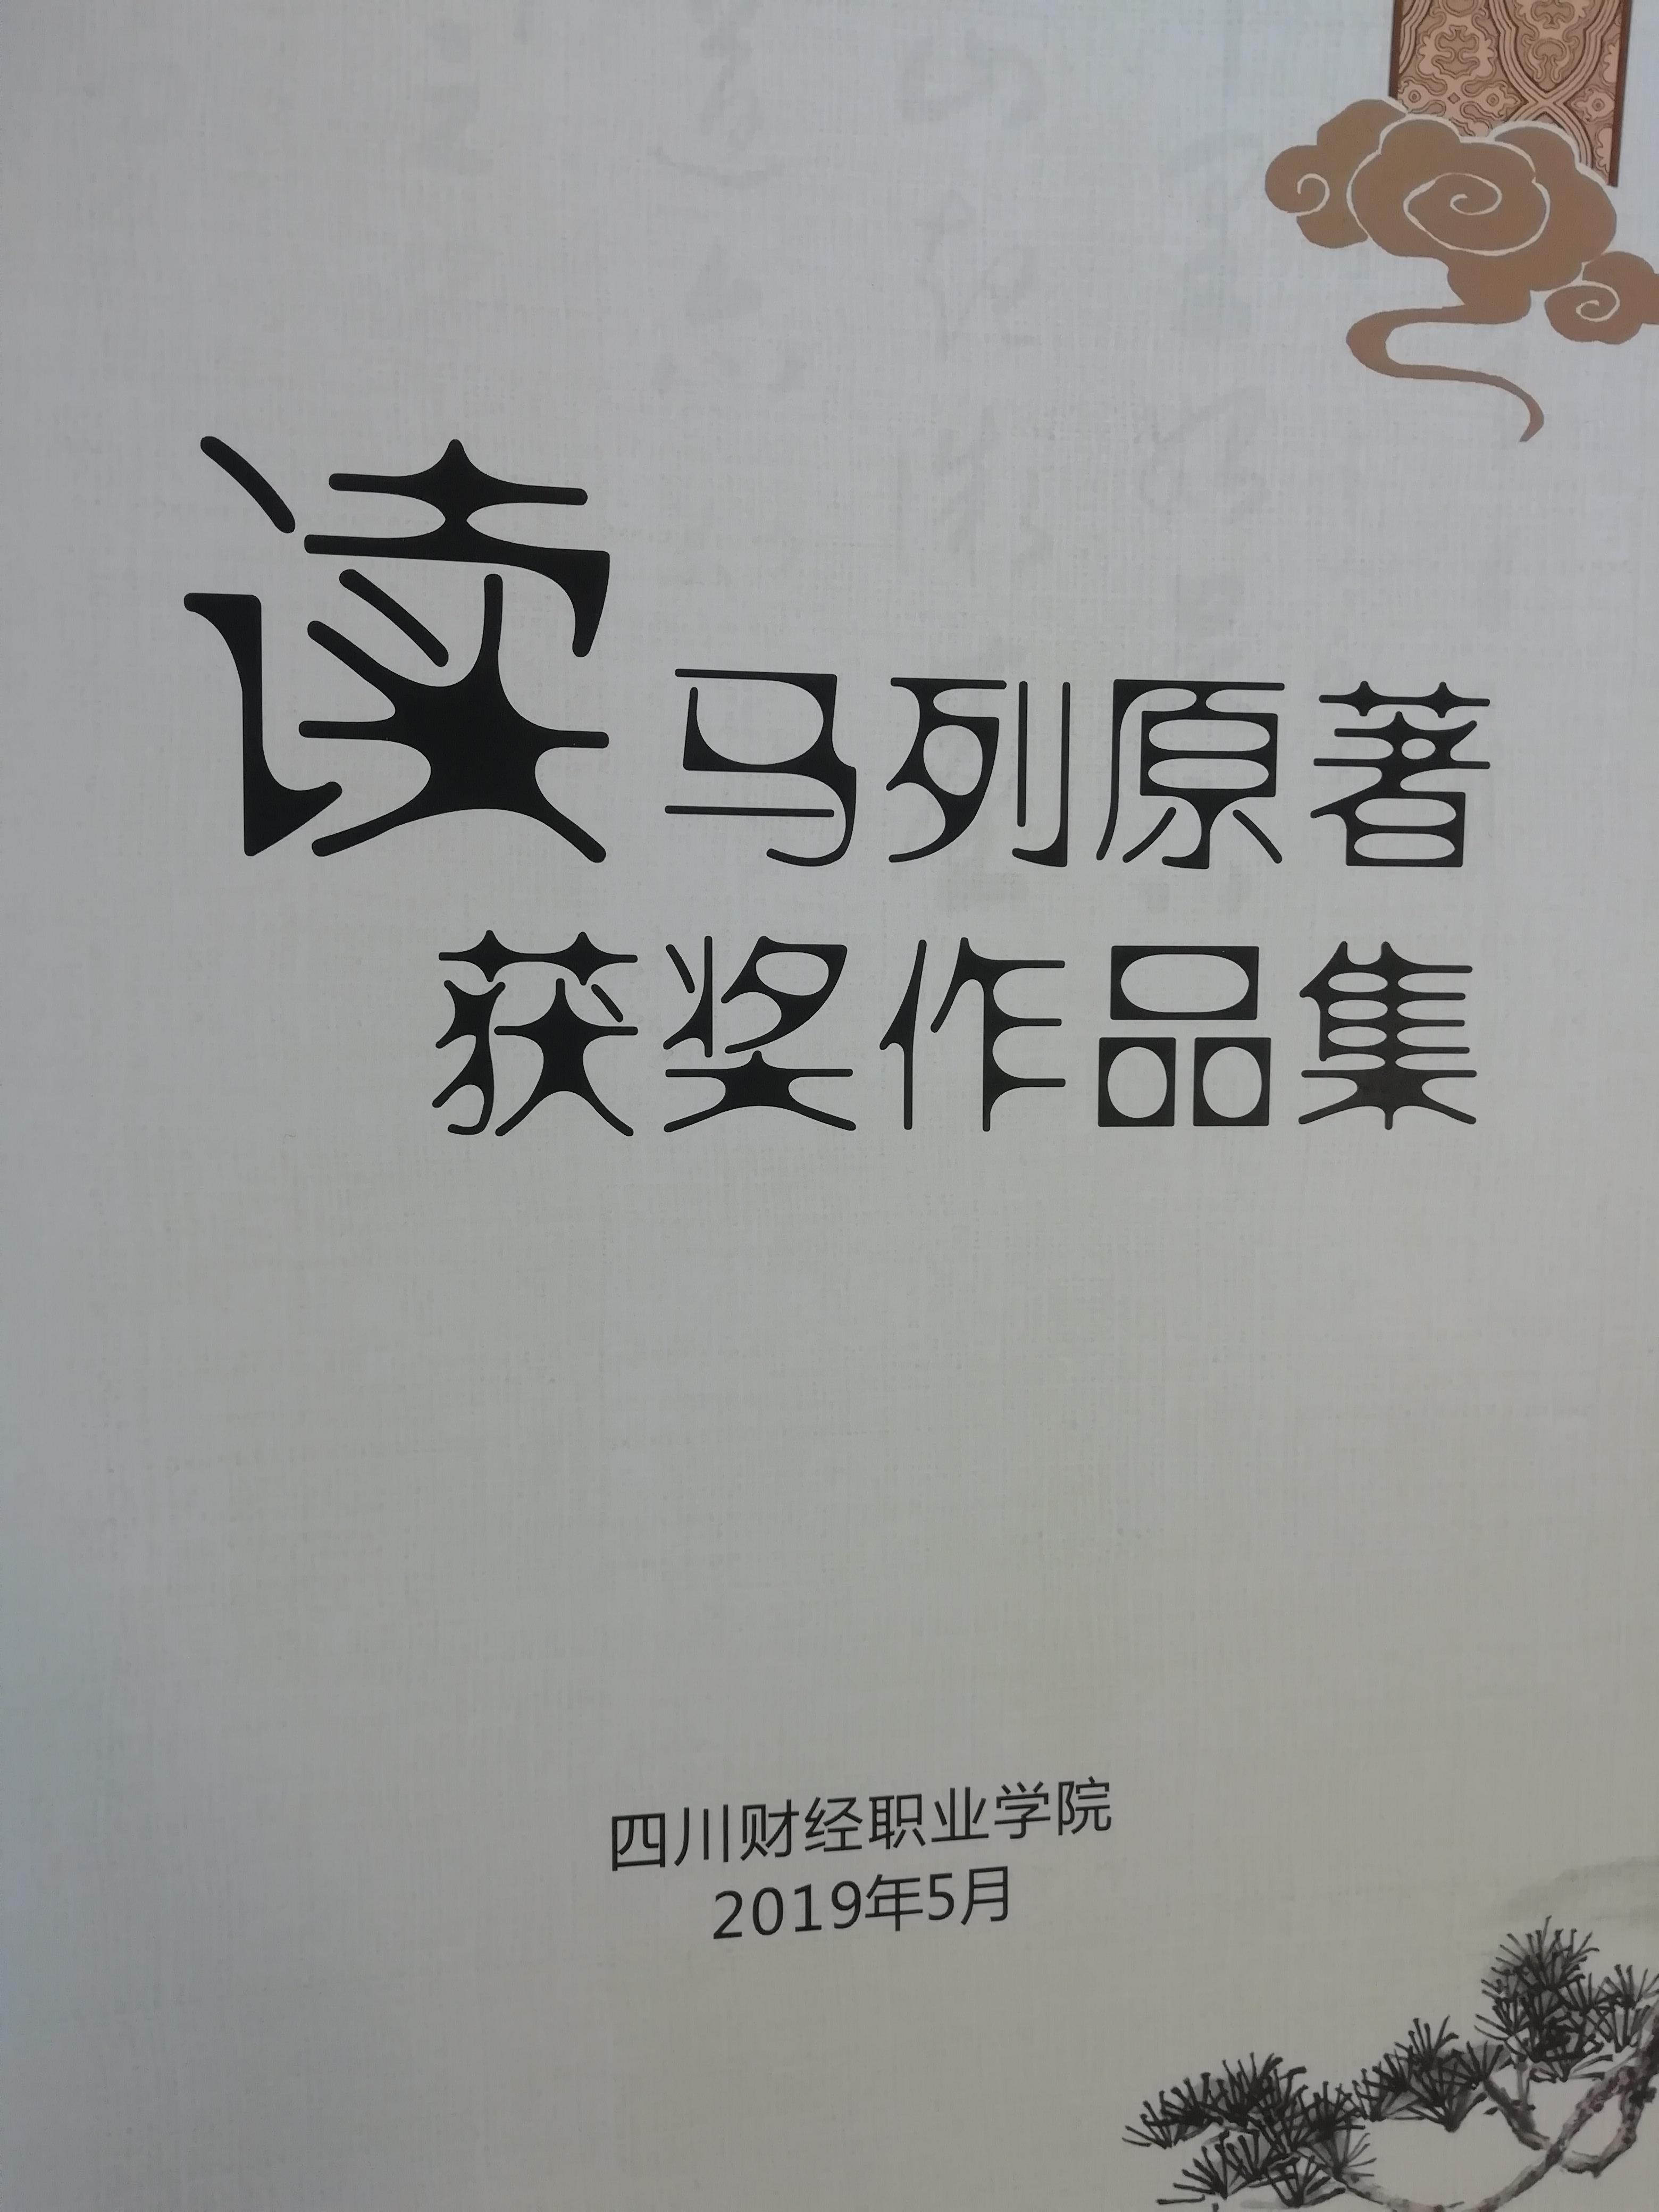 读马列原著
获奖作品集
四川财经职业学院
2019年5月